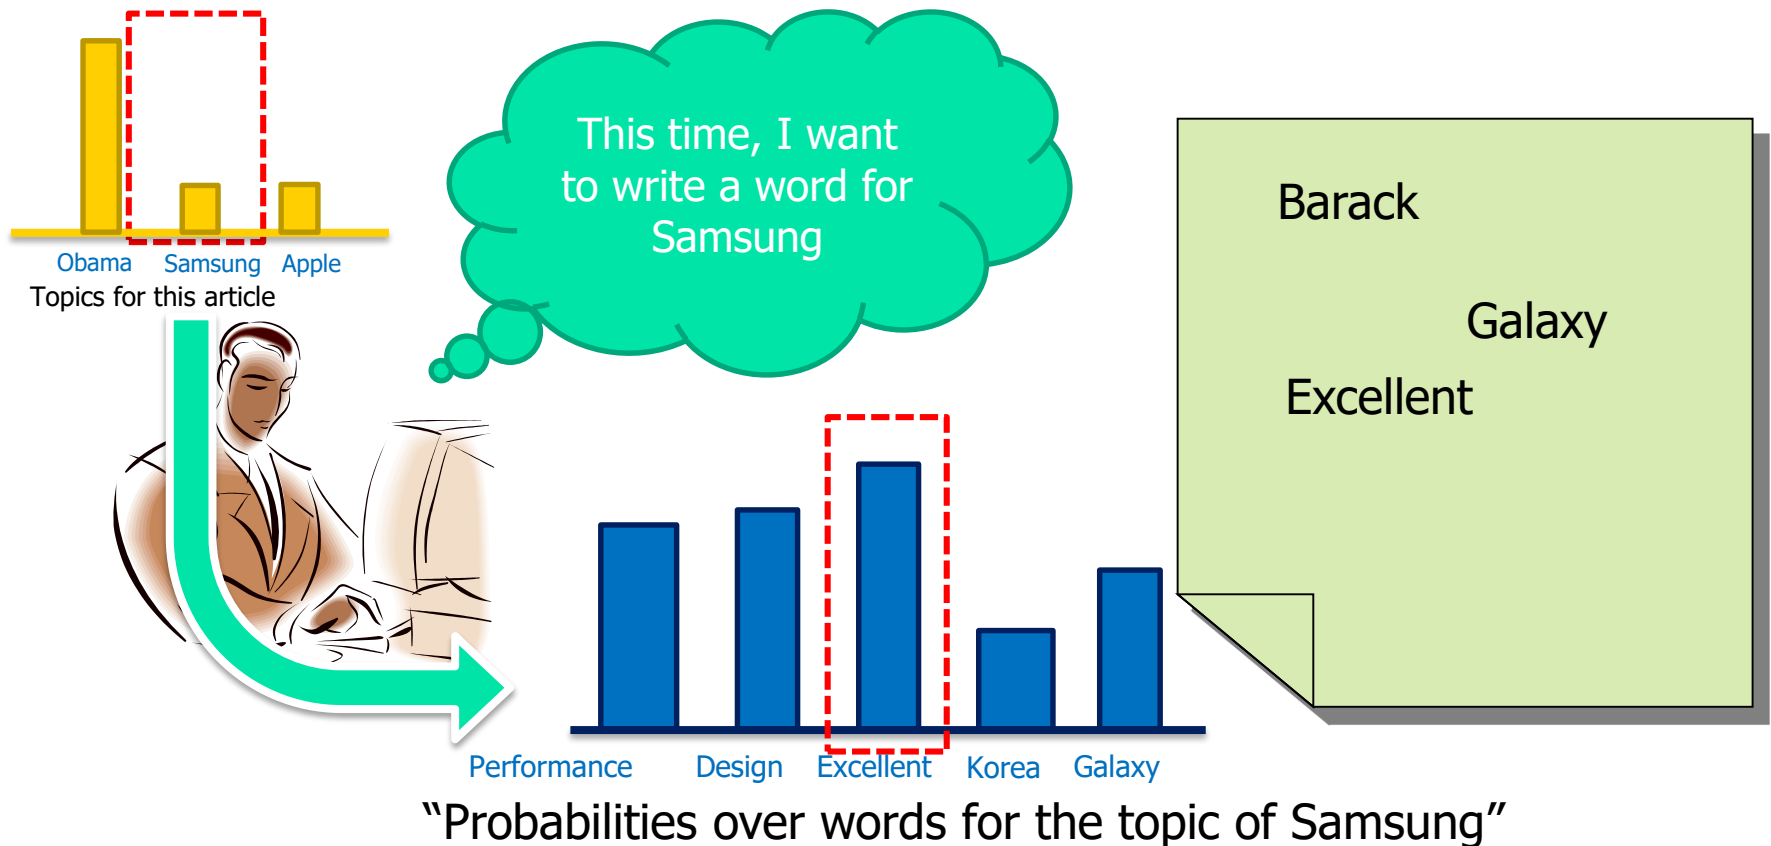 Obama Samsung Apple
Topics for this article
This time, I want
to write a word for
Samsung
Barack
Galaxy
Excellent
Performance Design Excellent Korea Galaxy
“Probabilities over words for the topic of Samsung”